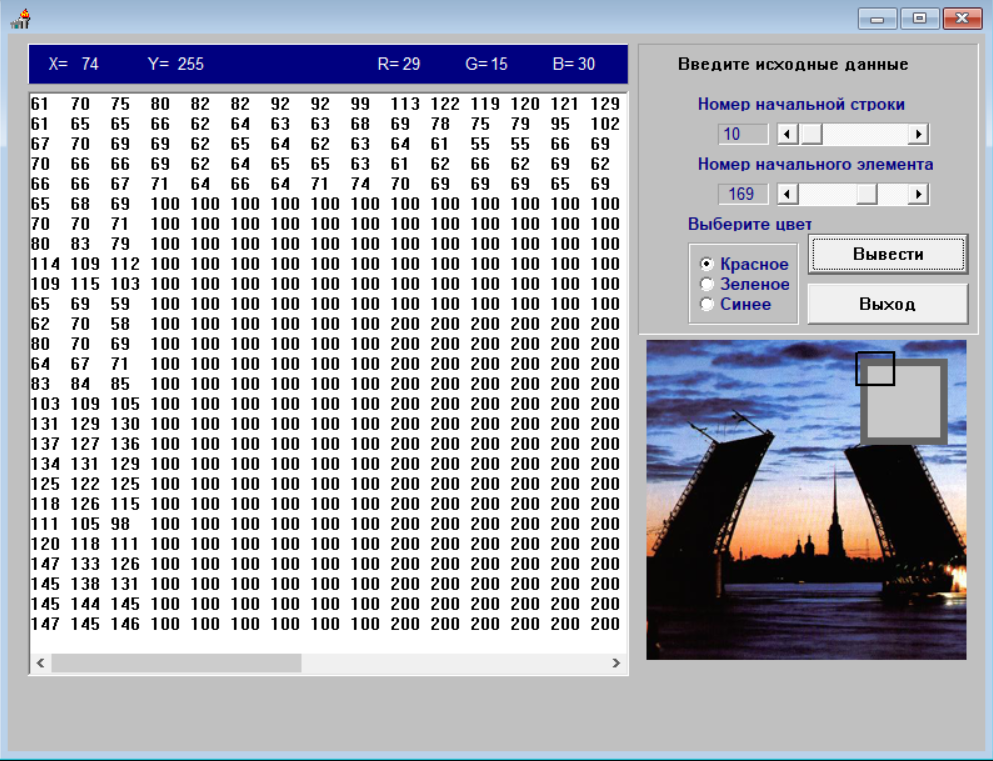 X= 74 Y= 255 R= 29 G= 15 B= 30
61 70 75 80 82 82 92 92 99 113 122 119 120 121 129
61 65 65 66 62 64 63 63 68 69 78 75 79 95 102
67 70 69 69 62 65 64 62 63 64 61 55 55 66 69
70 66 66 69 62 64 65 65 63 61 62 66 62 69 62
66 66 67 71 64 66 64 71 74 70 69 69 69 65 69
65 68 69 100 100 100 100 100 100 100 100 100 100 100 100
70 70 71 100 100 100 100 100 100 100 100 100 100 100 100
80 83 79 100 100 100 100 100 100 100 100 100 100 100 100
114 109 112 100 100 100 100 100 100 100 100 100 100 100 100
109 115 103 100 100 100 100 100 100 100 100 100 100 100 100
65 69 59 100 100 100 100 100 100 100 100 100 100 100 100
62 70 58 100 100 100 100 100 100 200 200 200 200 200 200
80 70 69 100 100 100 100 100 100 200 200 200 200 200 200
64 67 71 100 100 100 100 100 100 200 200 200 200 200 200
83 84 85 100 100 100 100 100 100 200 200 200 200 200 200
103 109 105 100 100 100 100 100 100 200 200 200 200 200 200
131 129 130 100 100 100 100 100 100 200 200 200 200 200 200
137 127 136 100 100 100 100 100 100 200 200 200 200 200 200
134 131 129 100 100 100 100 100 100 200 200 200 200 200 200
125 122 125 100 100 100 100 100 100 200 200 200 200 200 200
118 126 115 100 100 100 100 100 100 200 200 200 200 200 200
111 105 98 100 100 100 100 100 100 200 200 200 200 200 200
120 118 111 100 100 100 100 100 100 200 200 200 200 200 200
147 133 126 100 100 100 100 100 100 200 200 200 200 200 200
145 138 131 100 100 100 100 100 100 200 200 200 200 200 200
145 144 145 100 100 100 100 100 100 200 200 200 200 200 200
147 145 146 100 100 100 100 100 100 200 200 200 200 200 200
Введите исходные данные
Номер начальной строки
10
Номер начального элемента
169
Выберите цвет
Красное
Зеленое
Синее
Вывести
Выход